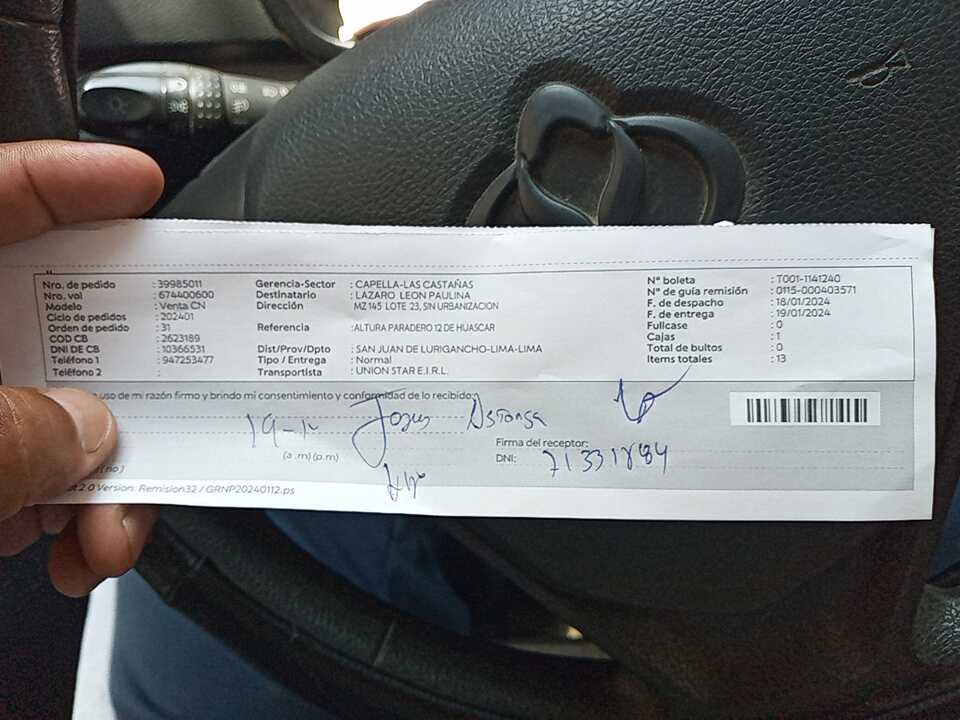 Nro. de pedido : 39985011 Gerencia-Sector : CAPELLA-LAS CASTAÑAS N° boleta : T001-1141240
Nro. vol : 674400600 Destinatario : LAZARO LEON PAULINA N° de guía remisión : 0115-000403571
Modelo : Venta CN Dirección MZ 145 LOTE 23, SIN URBANIZACION F. de despacho : 18/01/2024
Ciclo de pedidos : 202401 F. de entrega : 19/01/2024
Orden de pedido : 31 Referencia :ALTURA PARADERO 12 DE HUASCAR Fullcase : 0
COD CB : 2623189 Cajas : 1
DNI DE CB : 10366531 Dist/Prov/Dpto : SAN JUAN DE LURIGANCHO-LIMA-LIMA Total de bultos : 0
Teléfono 1 : 947253477 Tipo / Entrega : Normal Items totales : 13
Teléfono 2 : Transportista : UNION STAR E.I.R.L.
uso de mi razón firmo y brindo mi consentimiento y conformidad de lo recibido:
19-1-
(a .m) (p.m) Firma del receptor:
DNI:
(no)
2.0 Version. Remision32 / GRNP20240112.ps